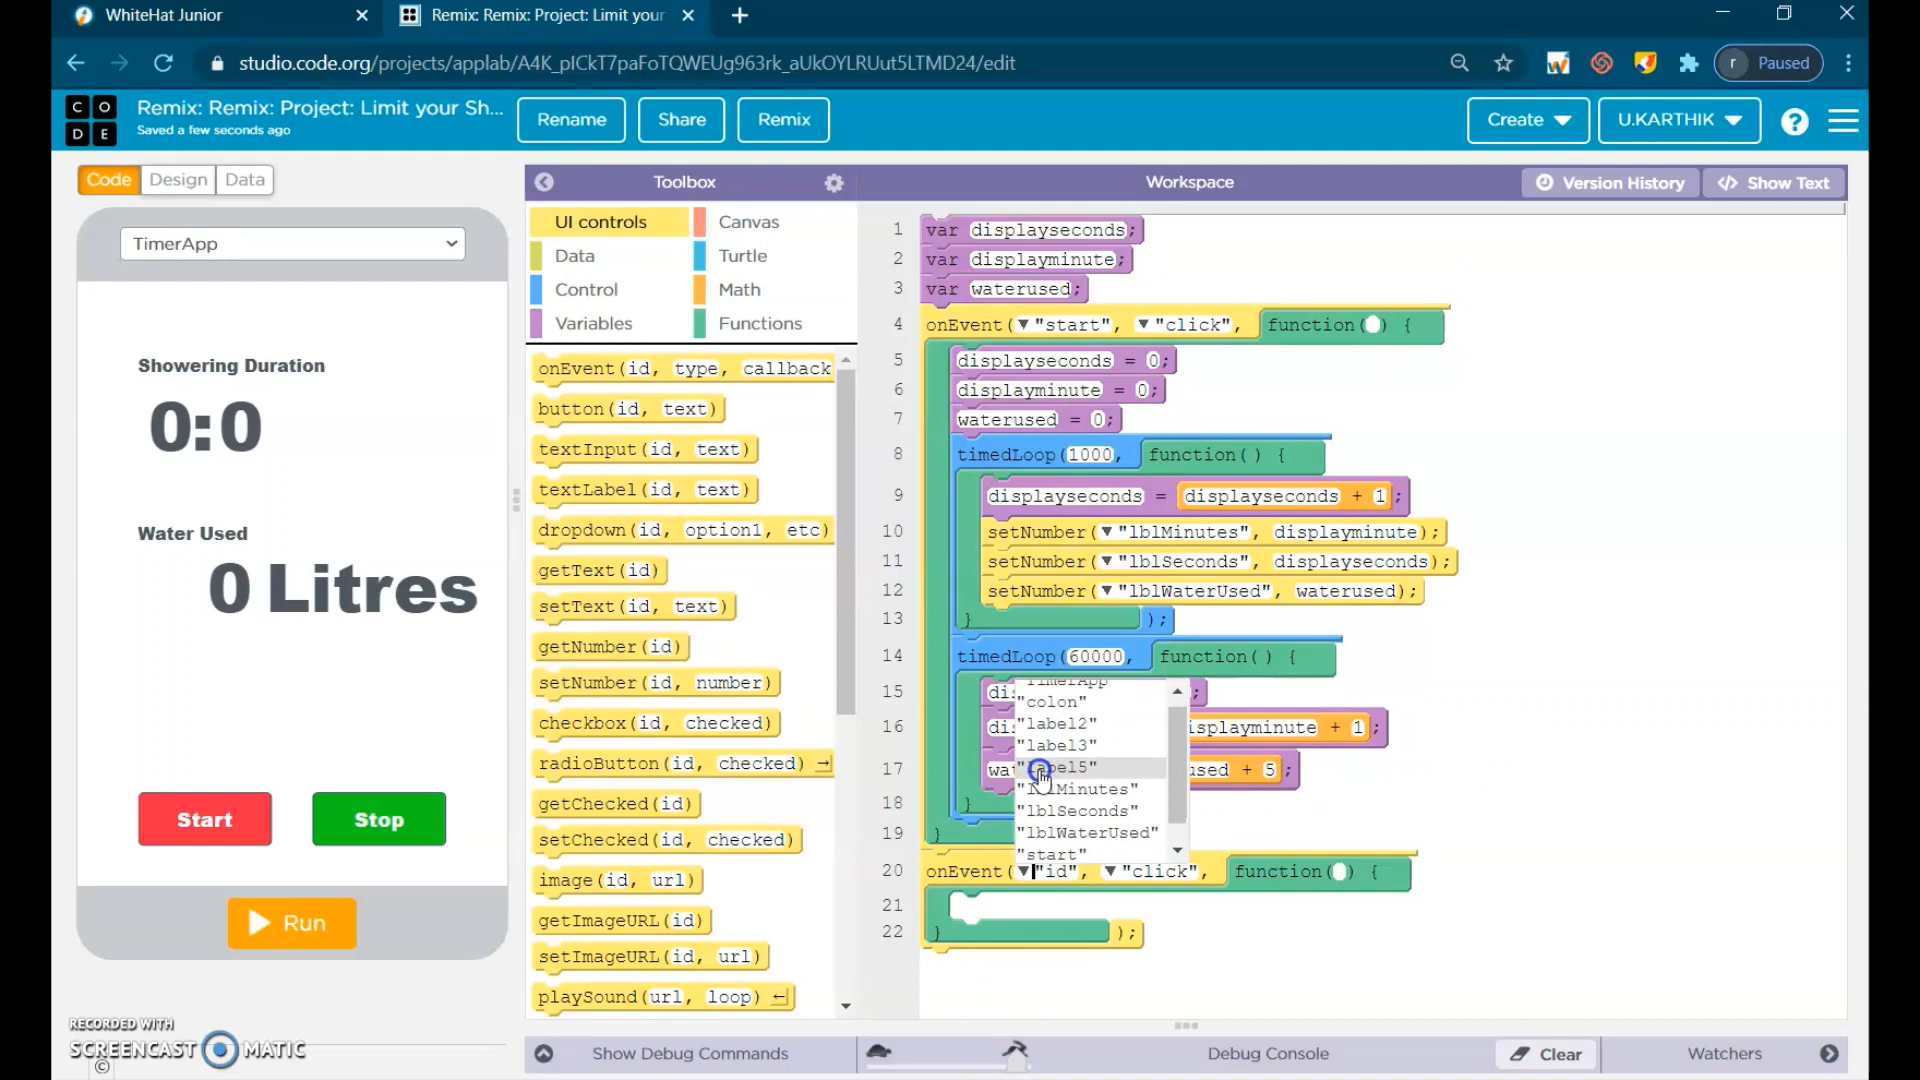 WhiteHat Junior
Remix: Remix: Project: Limit your
studio.code.org/projects/applab/A4K_pICkT7paFoTQWEUg963rk_aUkOYLRUut5LTMD24/edit
r Paused
C O
D E
Remix: Remix: Project: Limit your Sh...
Saved a few seconds ago
Rename
Share
Remix
Create
U.KARTHIK
?
Code
Design
Data
Toolbox
Workspace
Version History
</> Show Text
TimerApp
Showering Duration
0:0
Water Used
0 Litres
Start
Stop
Run
UI controls
Canvas
Data
Turtle
Control
Math
Variables
Functions
onEvent(id, type, callback
button(id, text)
textInput(id, text)
textLabel(id, text)
dropdown(id, option1, etc)
getText(id)
setText(id, text)
getNumber(id)
setNumber(id, number)
checkbox(id, checked)
radioButton(id, checked)
getChecked(id)
setChecked(id, checked)
image(id, url)
getImageURL(id)
setImageURL(id, url)
playSound(url, loop)
1 var displayseconds;
2 var displayminute;
3 var waterused;
4 onEvent(▼"start", ▼"click", function( ) {
5 displayseconds = 0;
6 displayminute = 0;
7 waterused = 0;
8 timedLoop(1000, function() {
9 displayseconds = displayseconds + 1;
10 setNumber(▼"lblMinutes", displayminute);
11 setNumber(▼"lblSeconds", displayseconds);
12 setNumber(▼"lblWaterUsed", waterused);
13 } );
14 timedLoop(60000, function() {
15 dis ;
16 dis isplayminute + 1;
17 wat used + 5;
18 }
19 }
"TimerApp"
"colon"
"label2"
"label3"
"label5"
"lblMinutes"
"lblSeconds"
"lblWaterUsed"
"start"
20 onEvent(▼"id", ▼"click", function( ) {
21
22 } );
RECORDED WITH
SCREENCAST MATIC
©
Show Debug Commands
Debug Console
Clear
Watchers